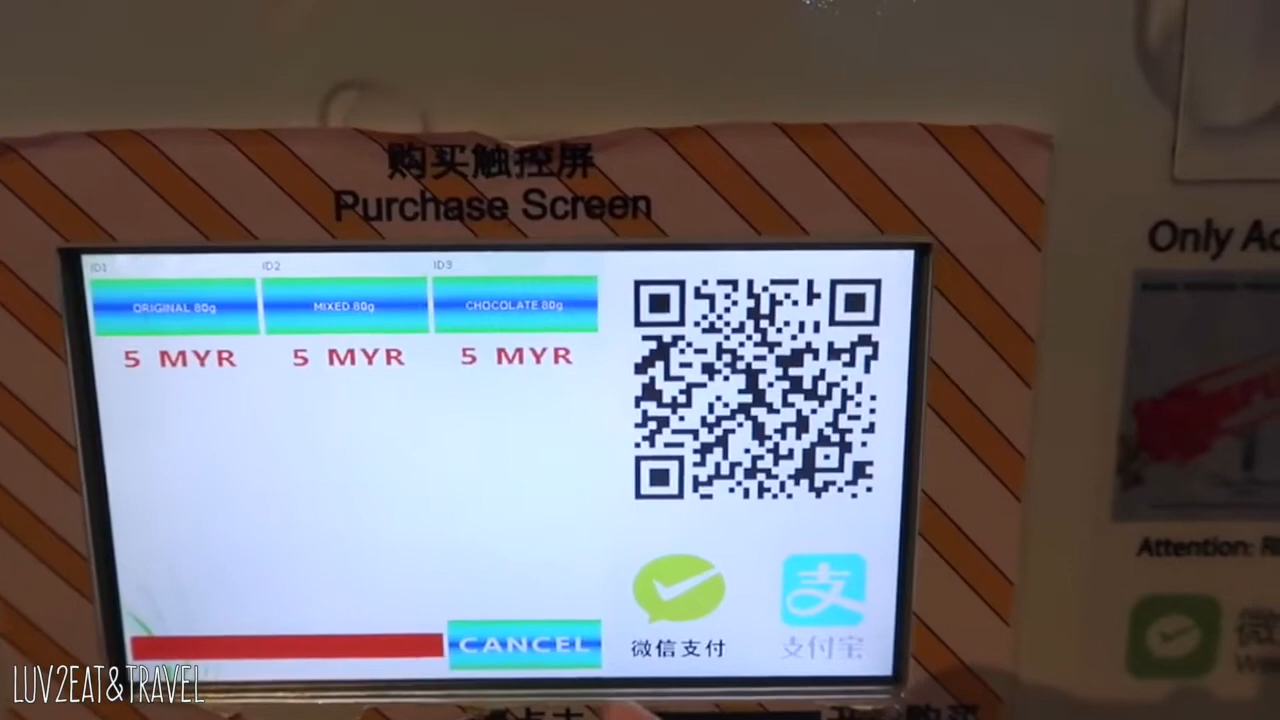 购买触控屏
Purchase Screen
ID1 ID2 ID3
ORIGINAL 80g MIXED 80g CHOCOLATE 80g
5 MYR 5 MYR 5 MYR
CANCEL
微信支付 支付宝
Only
Attention:
LUV2EAT&TRAVEL